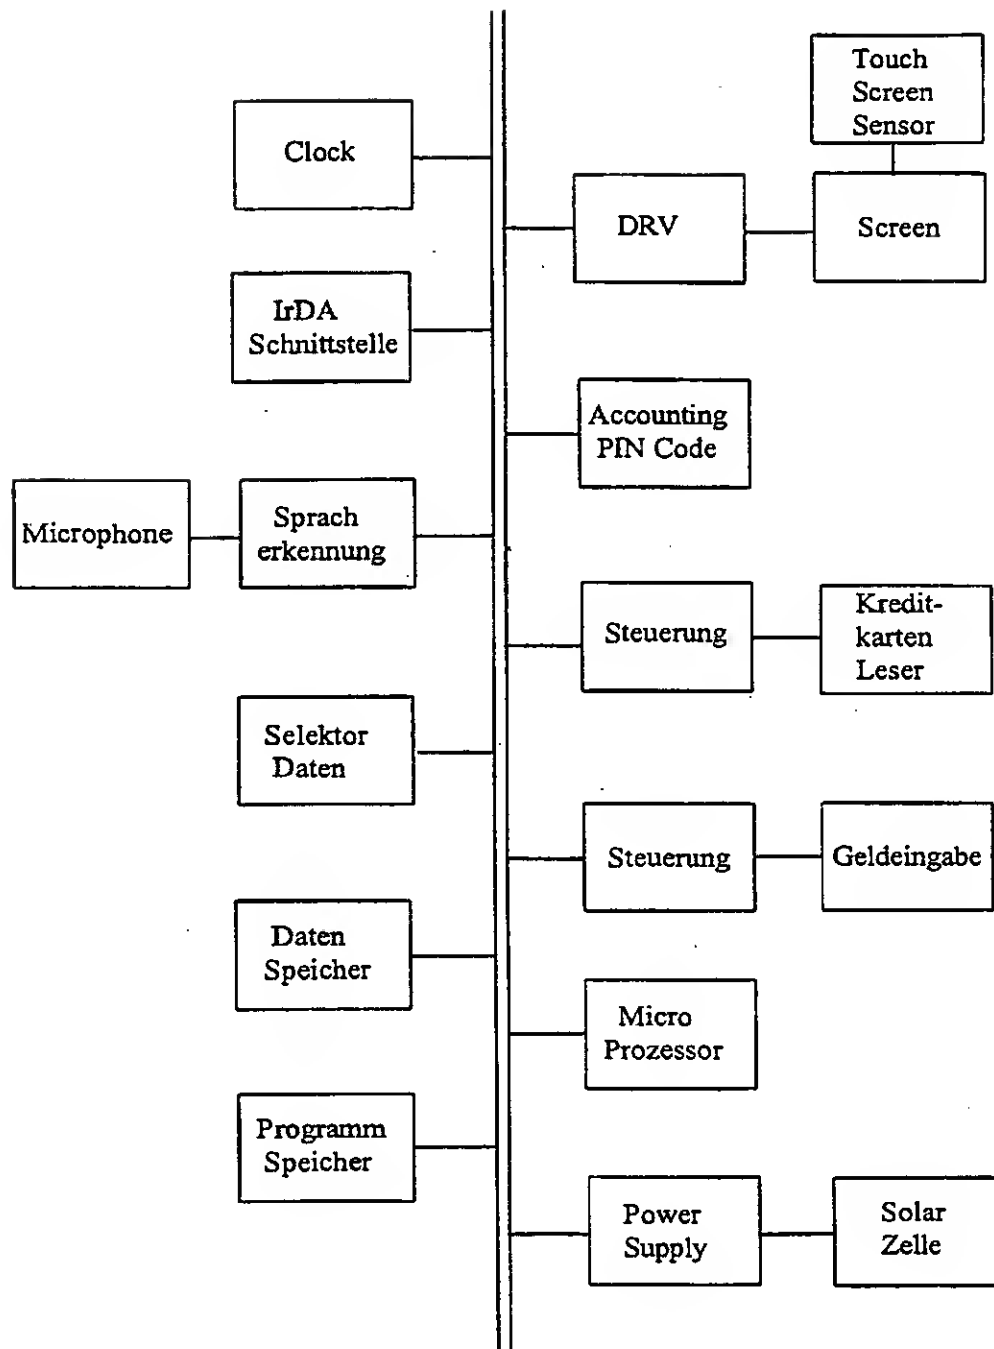 Touch
Screen
Sensor
Clock
DRV
Screen
IrDA
Schnittstelle
Accounting
PIN Code
Microphone
Sprach
erkennung
Steuerung
Kredit-
karten
Leser
Selektor
Daten
Steuerung
Geldeingabe
Daten
Speicher
Micro
Prozessor
Programm
Speicher
Power
Supply
Solar
Zelle